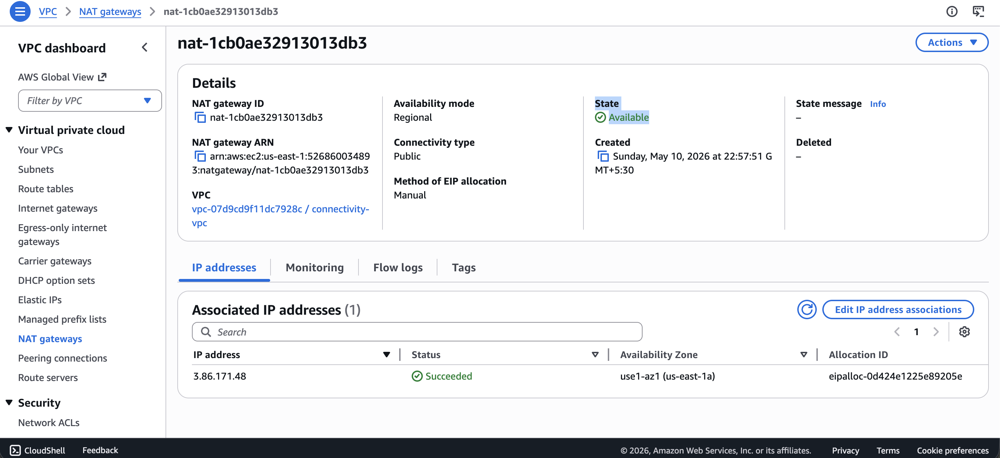 VPC > NAT gateways > nat-1cb0ae32913013db3
VPC dashboard
AWS Global View
Filter by VPC
Virtual private cloud
Your VPCs
Subnets
Route tables
Internet gateways
Egress-only internet
gateways
Carrier gateways
DHCP option sets
Elastic IPs
Managed prefix lists
NAT gateways
Peering connections
Route servers
Security
Network ACLs
nat-1cb0ae32913013db3
Actions
Details
NAT gateway ID
nat-1cb0ae32913013db3
NAT gateway ARN
arn:aws:ec2:us-east-1:52686003489
3:natgateway/nat-1cb0ae32913013db3
VPC
vpc-07d9cd9f11dc7928c / connectivity-
vpc
Availability mode
Regional
Connectivity type
Public
Method of EIP allocation
Manual
State
Available
Created
Sunday, May 10, 2026 at 22:57:51 G
MT+5:30
State message Info
–
Deleted
–
IP addresses
Monitoring
Flow logs
Tags
Associated IP addresses (1)
Edit IP address associations
Search
1
IP address Status Availability Zone Allocation ID
3.86.171.48 Succeeded use1-az1 (us-east-1a) eipalloc-0d424e1225e89205e
CloudShell Feedback © 2026, Amazon Web Services, Inc. or its affiliates. Privacy Terms Cookie preferences